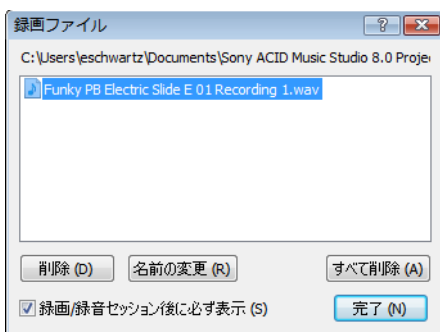 録画ファイル
C:\Users\eschwartz\Documents\Sony ACID Music Studio 8.0 Proje
Funky PB Electric Slide E 01 Recording 1.wav
削除 (D) 名前の変更 (R) すべて削除 (A)
録画/録音セッション後に必ず表示 (S) 完了 (N)